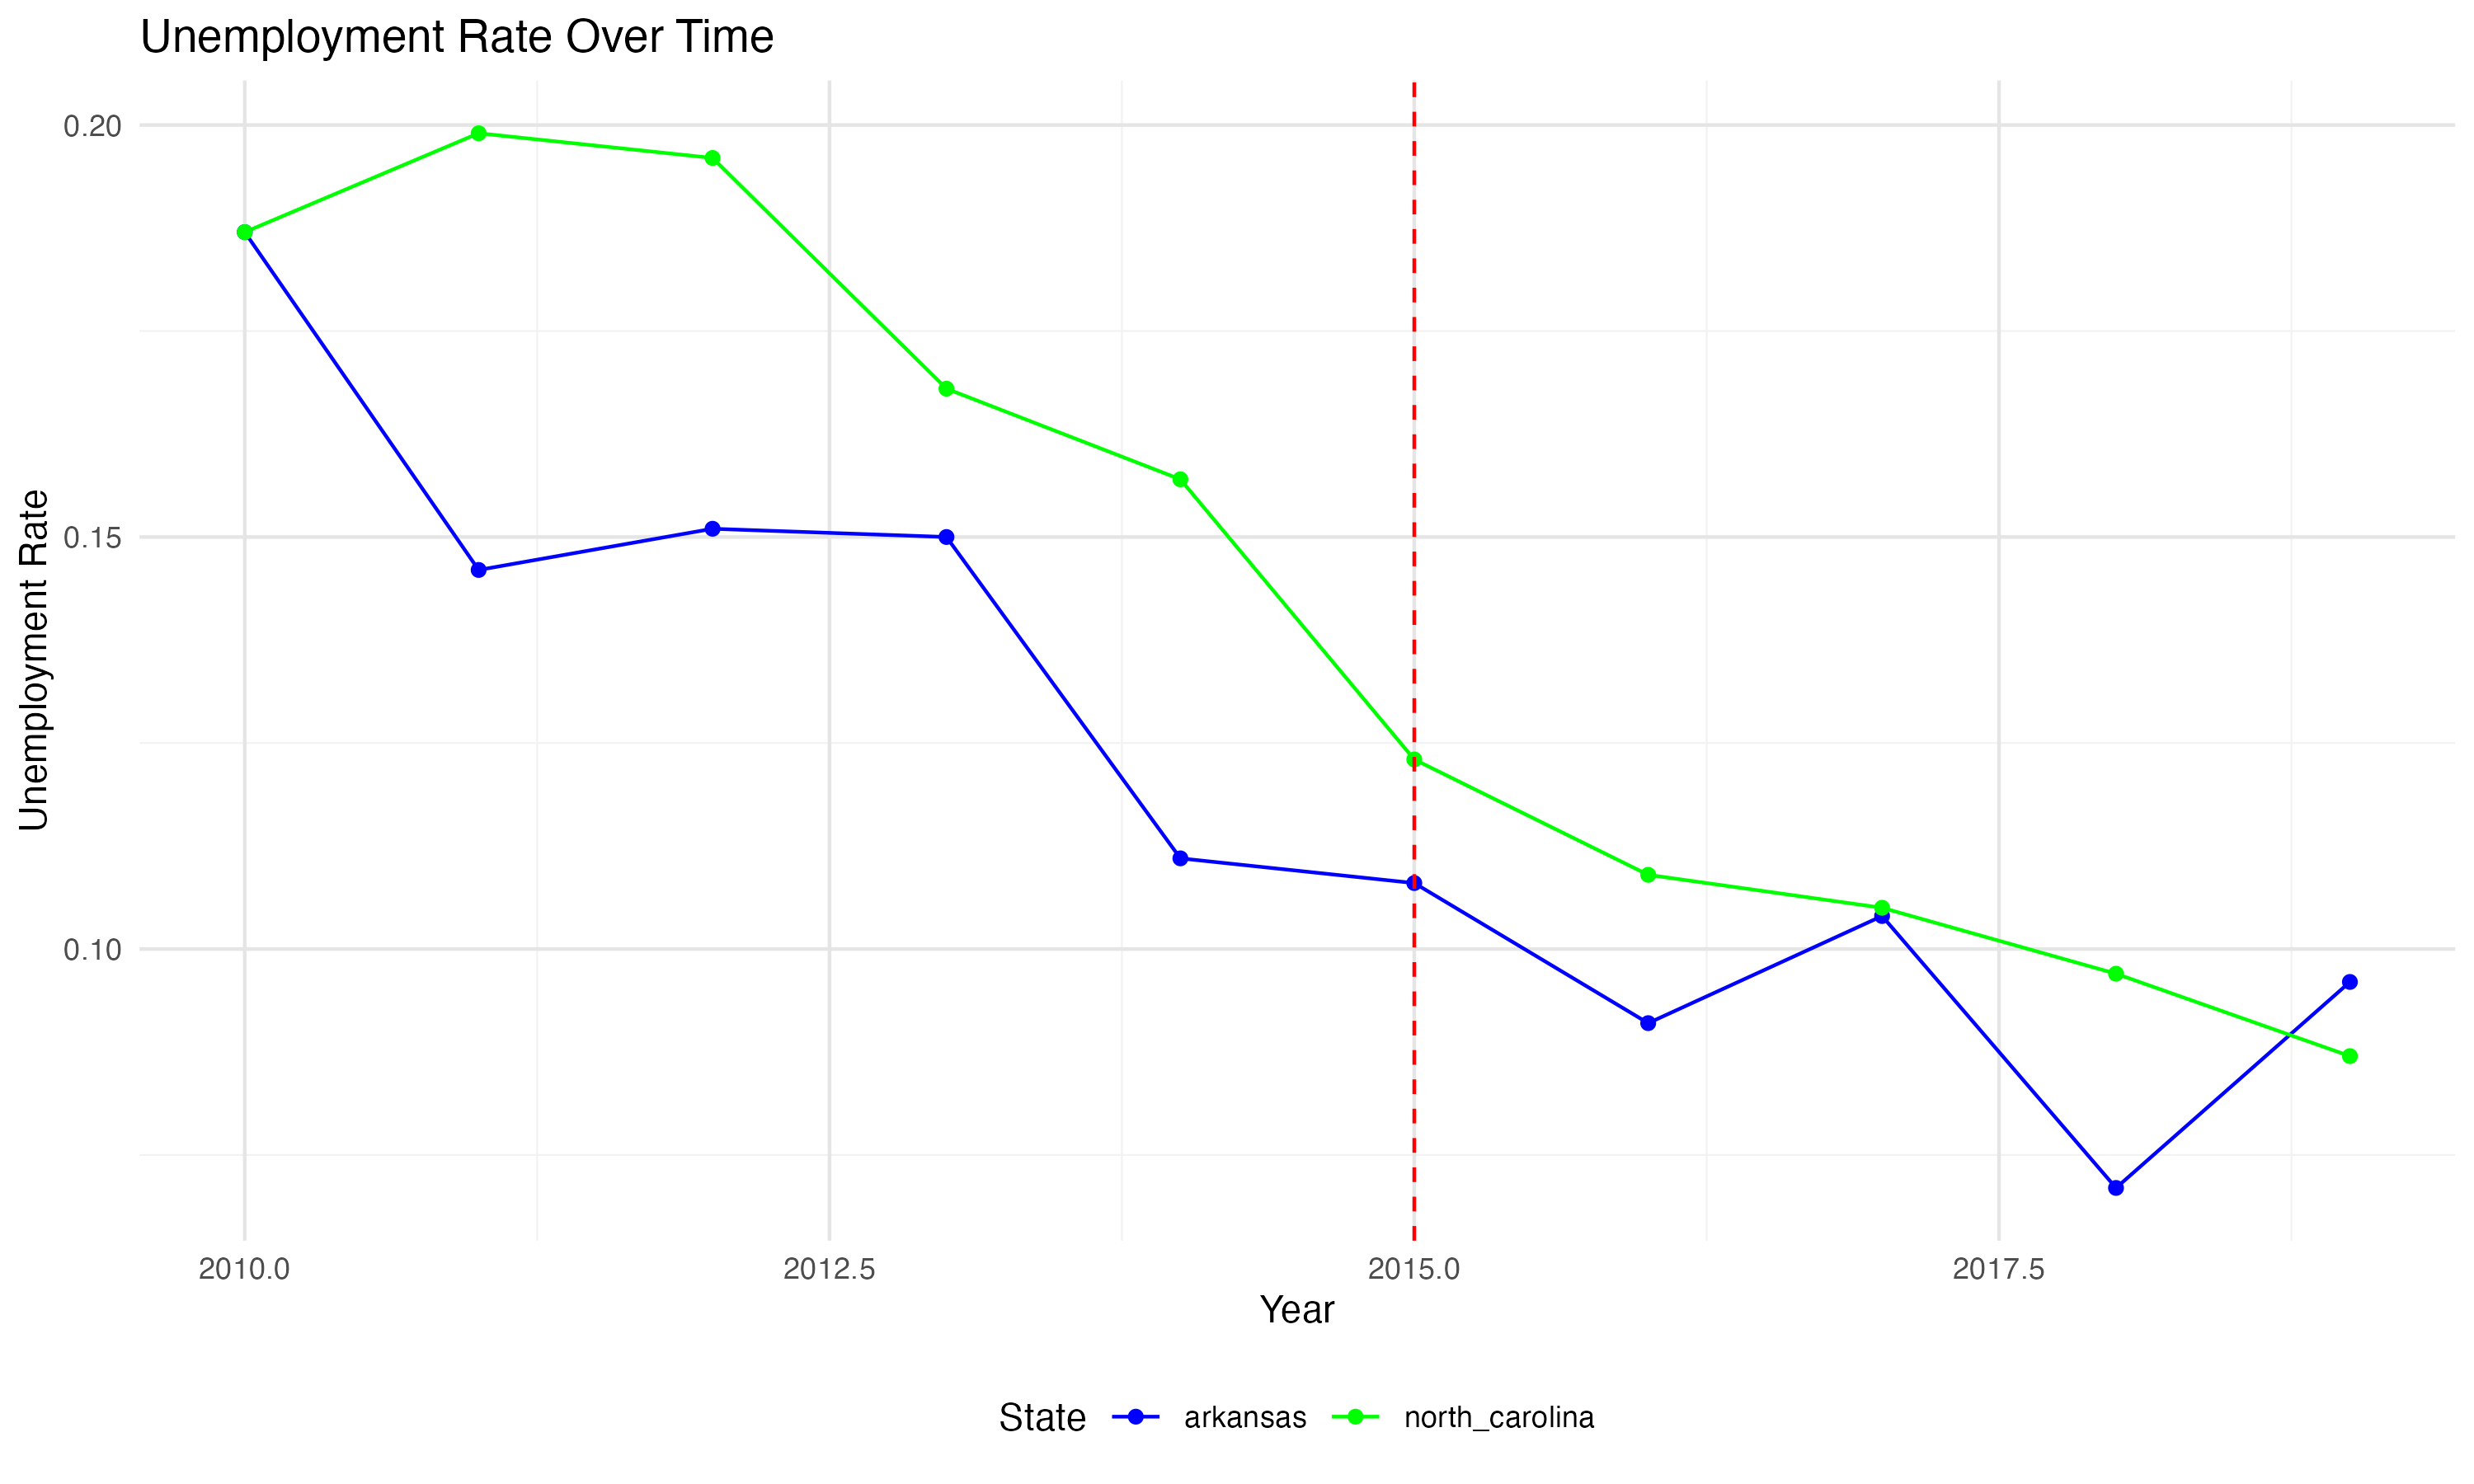 Unemployment Rate Over Time
Unemployment Rate
0.20
0.15
0.10
2010.0 2012.5 2015.0 2017.5
Year
State arkansas north_carolina